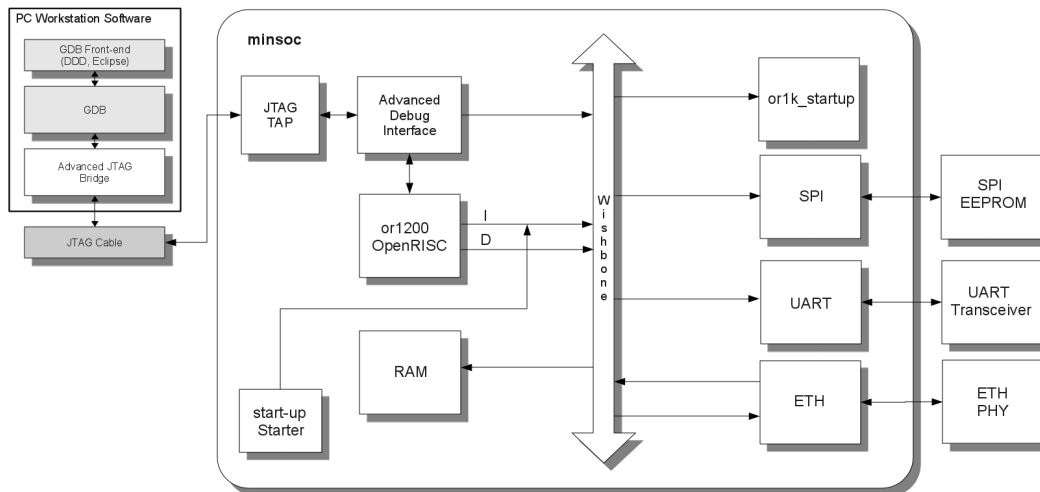 PC Workstation Software
GDB Front-end
(DDD, Eclipse)
GDB
Advanced JTAG
Bridge
JTAG Cable
minsoc
JTAG
TAP
Advanced
Debug
Interface
or1200
OpenRISC
I
D
RAM
start-up
Starter
Wishbone
or1k_startup
SPI
UART
ETH
SPI
EEPROM
UART
Transceiver
ETH
PHY